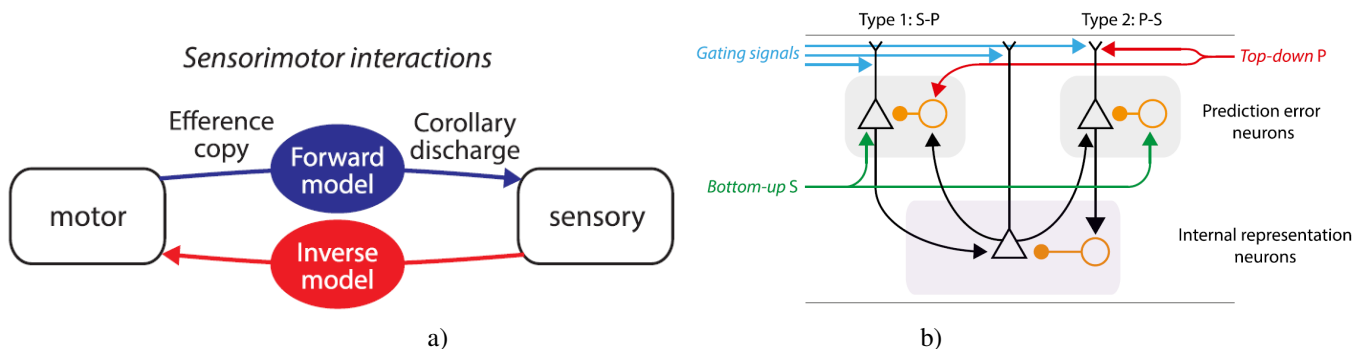 Sensorimotor interactions
Efference
copy
Corollary
discharge
Forward
model
motor
sensory
Inverse
model
a)
Type 1: S-P
Type 2: P-S
Gating signals
Top-down P
Prediction error
neurons
Bottom-up S
Internal representation
neurons
b)